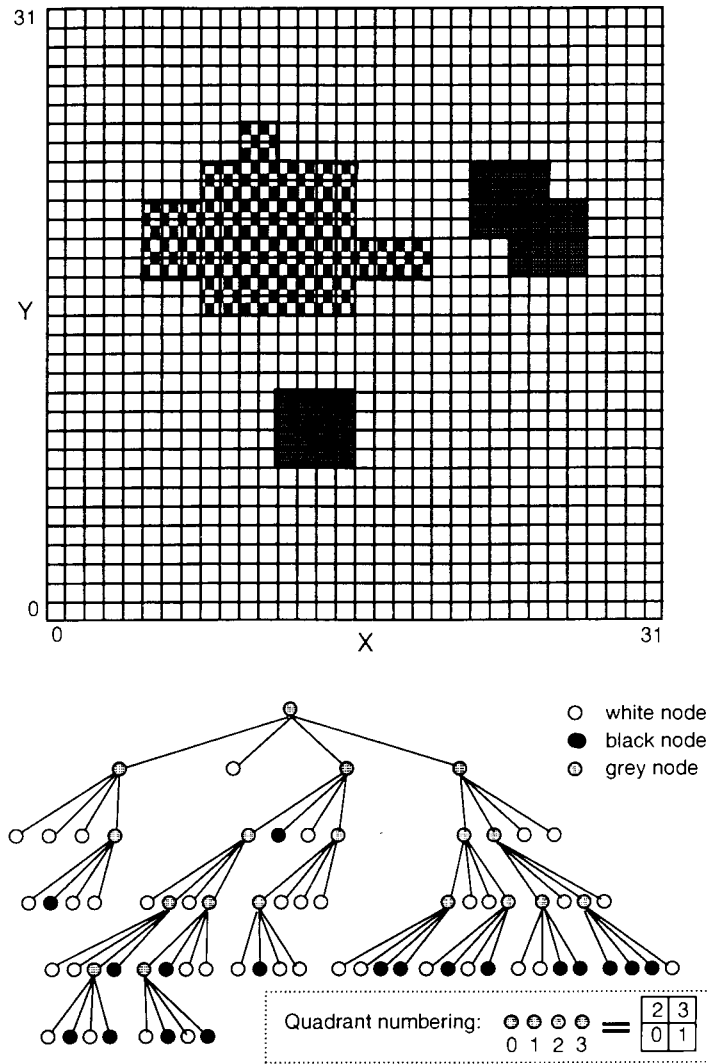 31
Y
0
0
X
31
white node
black node
grey node
Quadrant numbering:
0 1 2 3
=
2 3
0 1